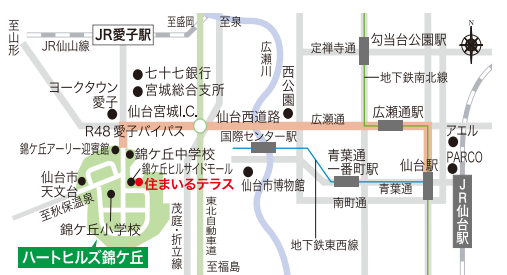 至山形
JR仙山線
JR愛子駅
至盛岡
至泉
広瀬川
定禅寺通
勾当台公園駅
地下鉄南北線
七十七銀行
宮城総合支所
ヨークタウン
愛子
仙台宮城I.C.
仙台西道路
西公園
広瀬通
広瀬通駅
R48 愛子バイパス
国際センター駅
アエル
PARCO
錦ケ丘アーリー迎賓館
錦ケ丘中学校
錦ケ丘ヒルサイドモール
住まいるテラス
仙台市
天文台
仙台市博物館
青葉通
一番町駅
仙台駅
青葉通
南町通
JR仙台駅
至秋保温泉
錦ケ丘小学校
茂庭・折立線
東北自動車道
地下鉄東西線
至福島
ハートヒルズ錦ケ丘